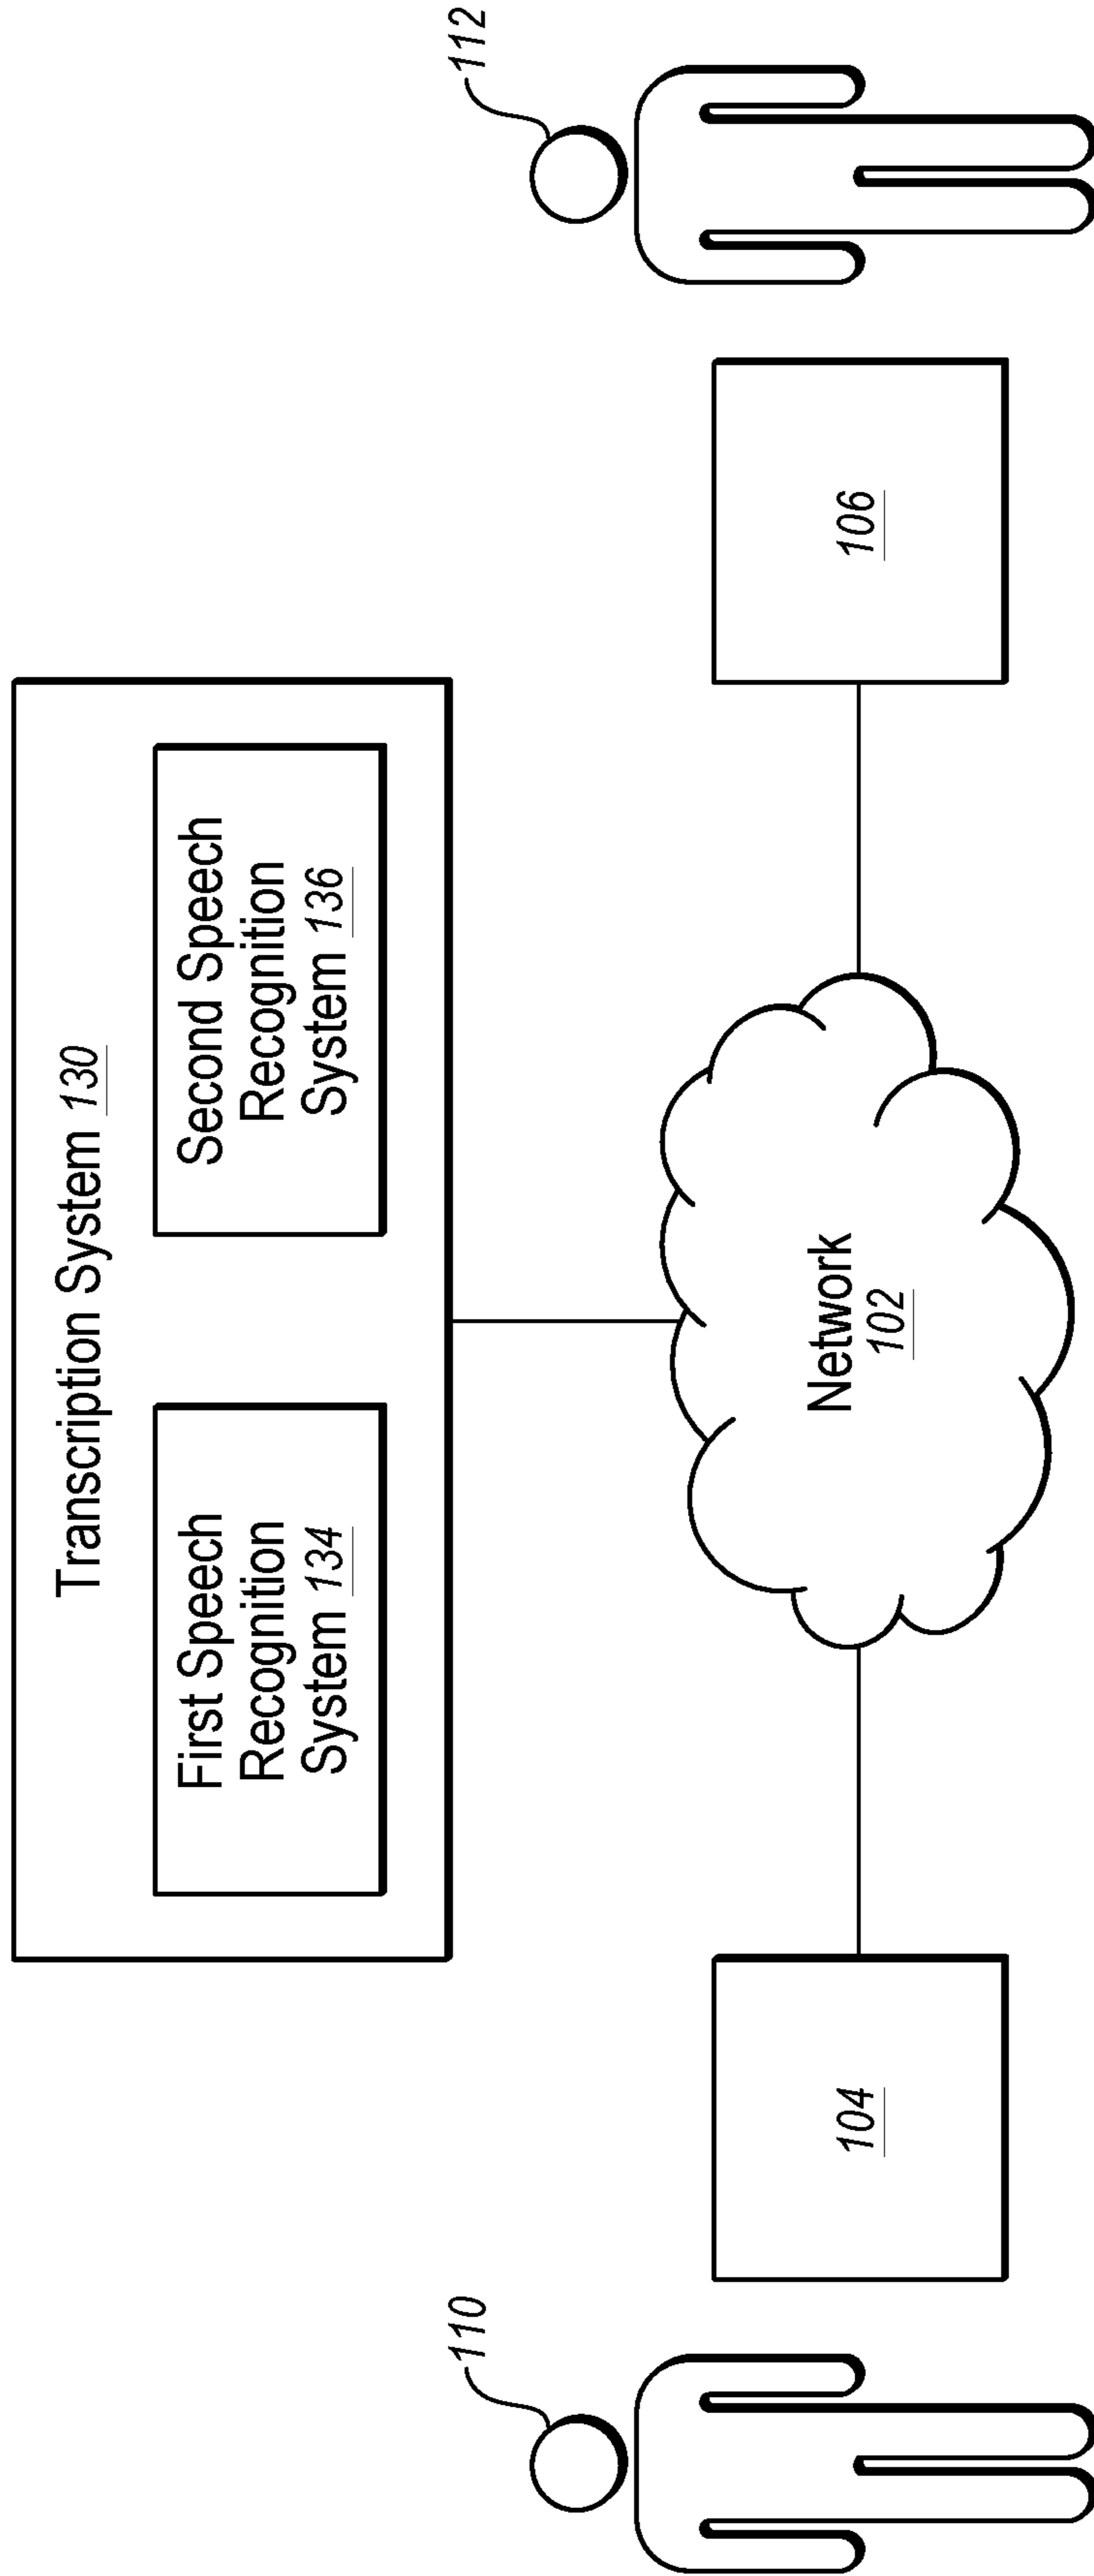 Transcription System 130
First Speech
Recognition
System 134
Second Speech
Recognition
System 136
110
112
104
Network
102
106